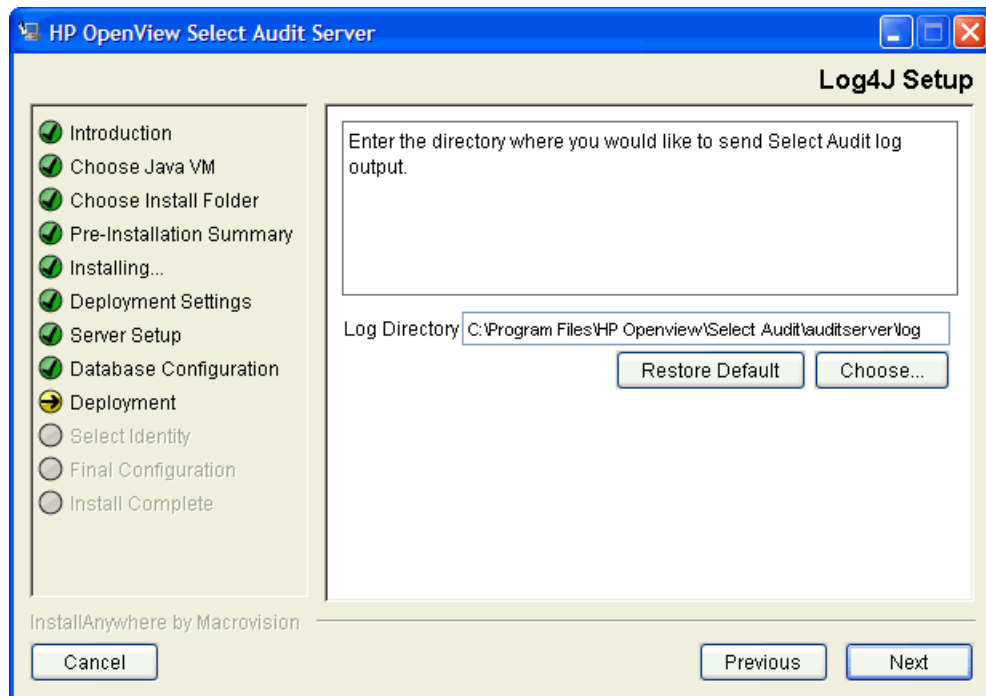 HP OpenView Select Audit Server
Log4J Setup
Introduction
Choose Java VM
Choose Install Folder
Pre-Installation Summary
Installing...
Deployment Settings
Server Setup
Database Configuration
Deployment
Select Identity
Final Configuration
Install Complete
Enter the directory where you would like to send Select Audit log
output.
Log Directory C:\Program Files\HP Openview\Select Audit\auditserver\log
Restore Default Choose...
InstallAnywhere by Macrovision
Cancel Previous Next